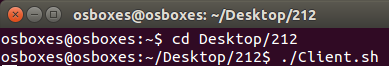 osboxes@osboxes: ~/Desktop/212
osboxes@osboxes:~$ cd Desktop/212
osboxes@osboxes:~/Desktop/212$ ./Client.sh